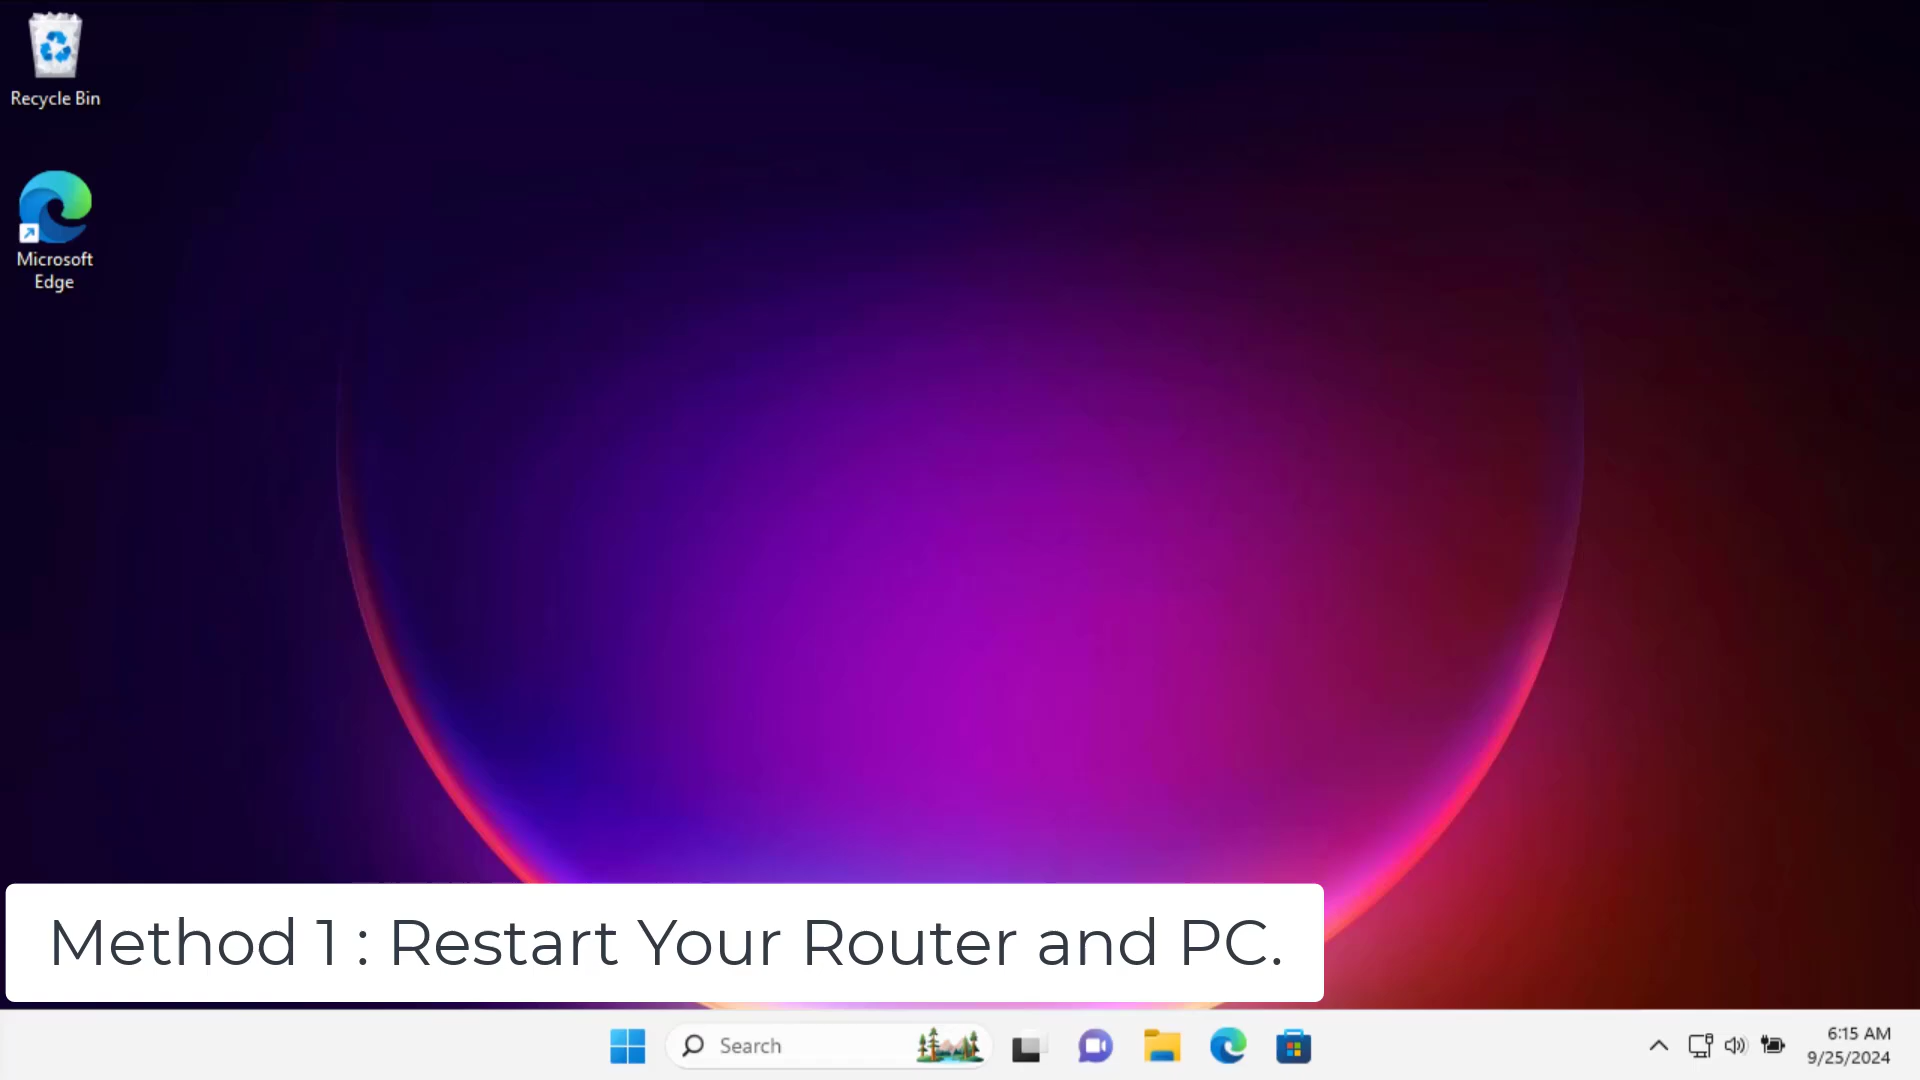 Recycle Bin
Microsoft
Edge
Method 1 : Restart Your Router and PC.
Search
6:15 AM
9/25/2024